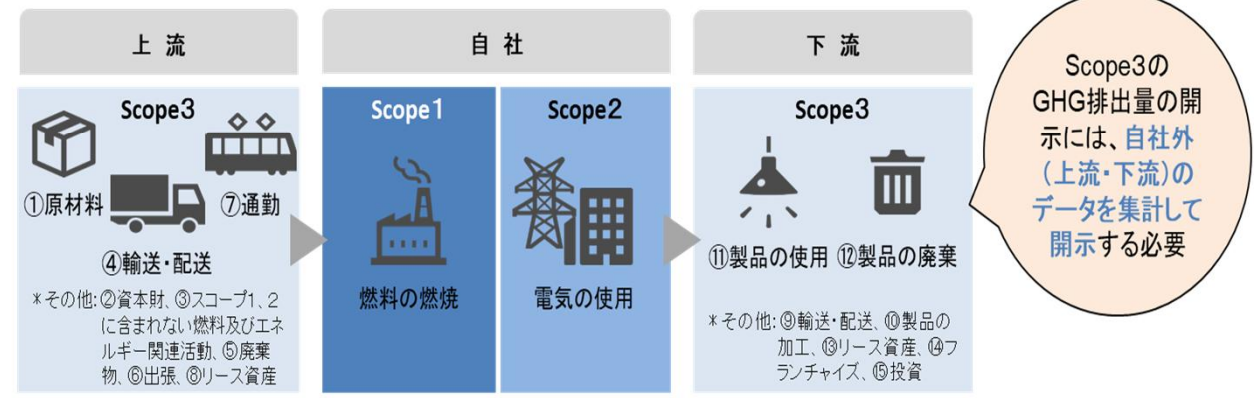 上 流
Scope3
①原材料
⑦通勤
④輸送・配送
*その他:②資本財、③スコープ1、2
に含まれない燃料及びエネ
ルギー関連活動、⑤廃棄
物、⑥出張、⑧リース資産
自 社
Scope1
燃料の燃焼
Scope2
電気の使用
下 流
Scope3
⑪製品の使用
⑫製品の廃棄
*その他:⑨輸送・配送、⑩製品の
加工、⑬リース資産、⑭フ
ランチャイズ、⑮投資
Scope3の
GHG排出量の開
示には、自社外
(上流・下流)の
データを集計して
開示する必要